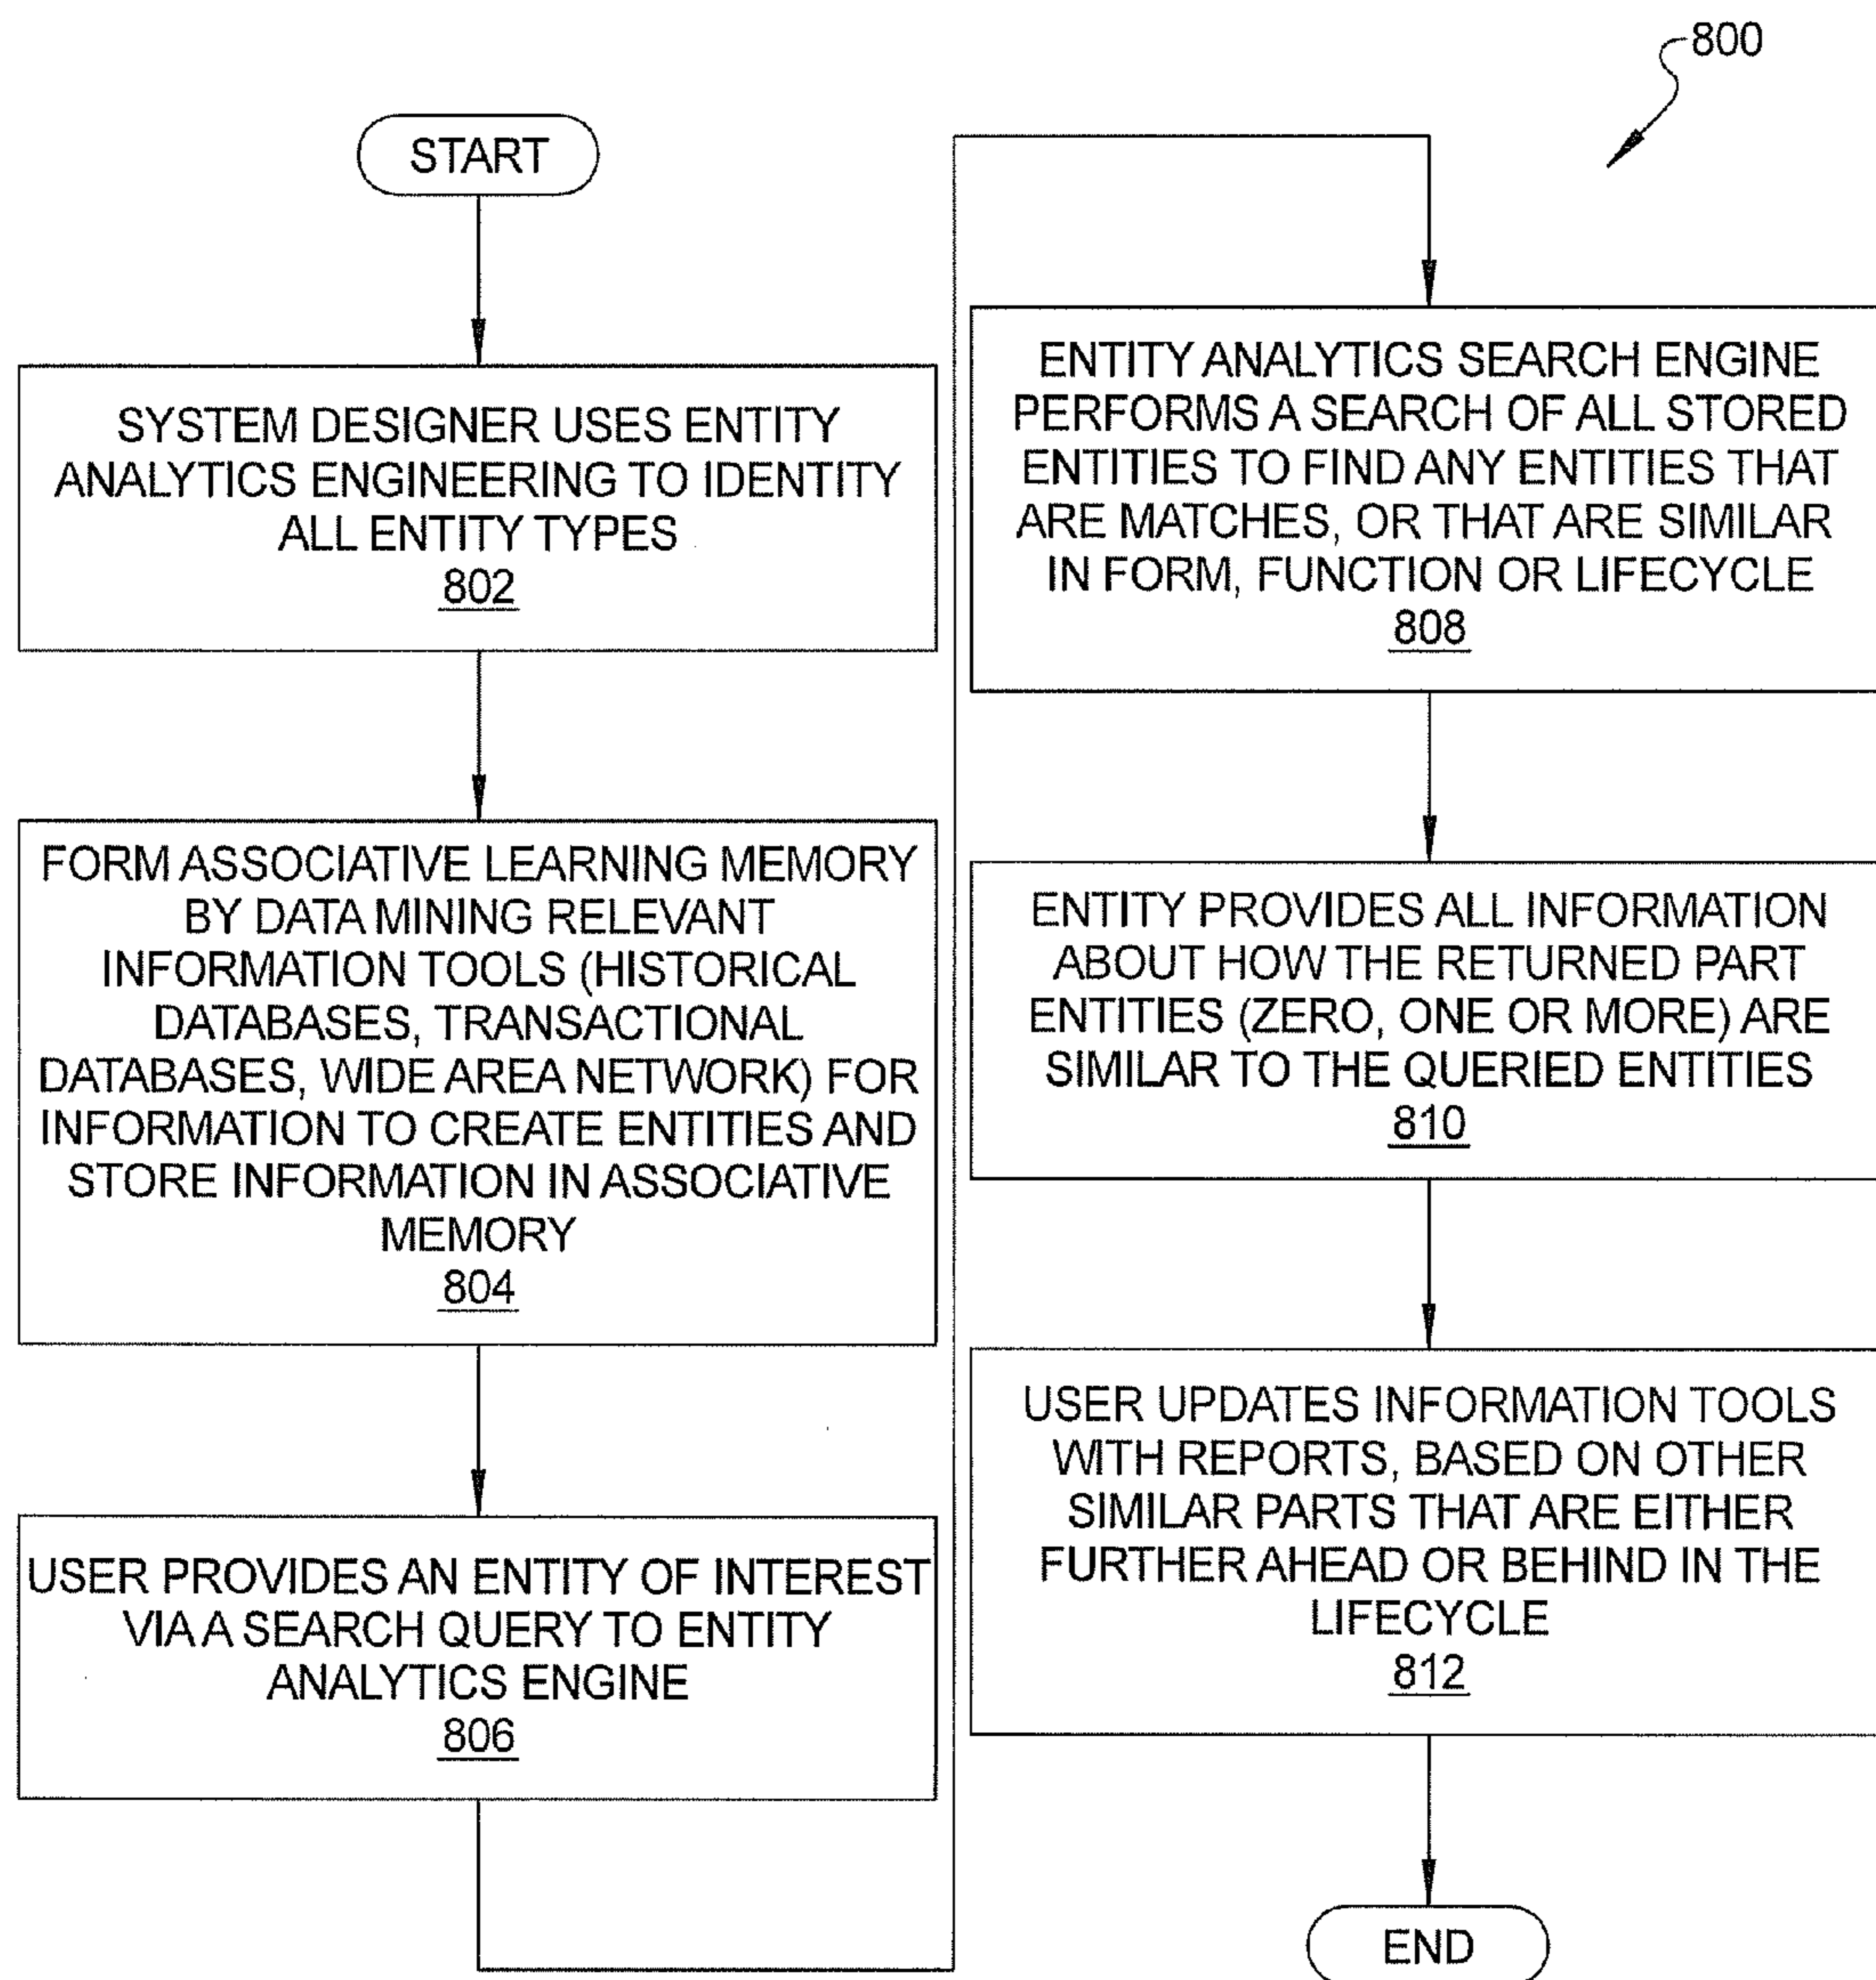 800
START
SYSTEM DESIGNER USES ENTITY
ANALYTICS ENGINEERING TO IDENTITY
ALL ENTITY TYPES
802
FORM ASSOCIATIVE LEARNING MEMORY
BY DATA MINING RELEVANT
INFORMATION TOOLS (HISTORICAL
DATABASES, TRANSACTIONAL
DATABASES, WIDE AREA NETWORK) FOR
INFORMATION TO CREATE ENTITIES AND
STORE INFORMATION IN ASSOCIATIVE
MEMORY
804
USER PROVIDES AN ENTITY OF INTEREST
VIA A SEARCH QUERY TO ENTITY
ANALYTICS ENGINE
806
ENTITY ANALYTICS SEARCH ENGINE
PERFORMS A SEARCH OF ALL STORED
ENTITIES TO FIND ANY ENTITIES THAT
ARE MATCHES, OR THAT ARE SIMILAR
IN FORM, FUNCTION OR LIFECYCLE
808
ENTITY PROVIDES ALL INFORMATION
ABOUT HOW THE RETURNED PART
ENTITIES (ZERO, ONE OR MORE) ARE
SIMILAR TO THE QUERIED ENTITIES
810
USER UPDATES INFORMATION TOOLS
WITH REPORTS, BASED ON OTHER
SIMILAR PARTS THAT ARE EITHER
FURTHER AHEAD OR BEHIND IN THE
LIFECYCLE
812
END